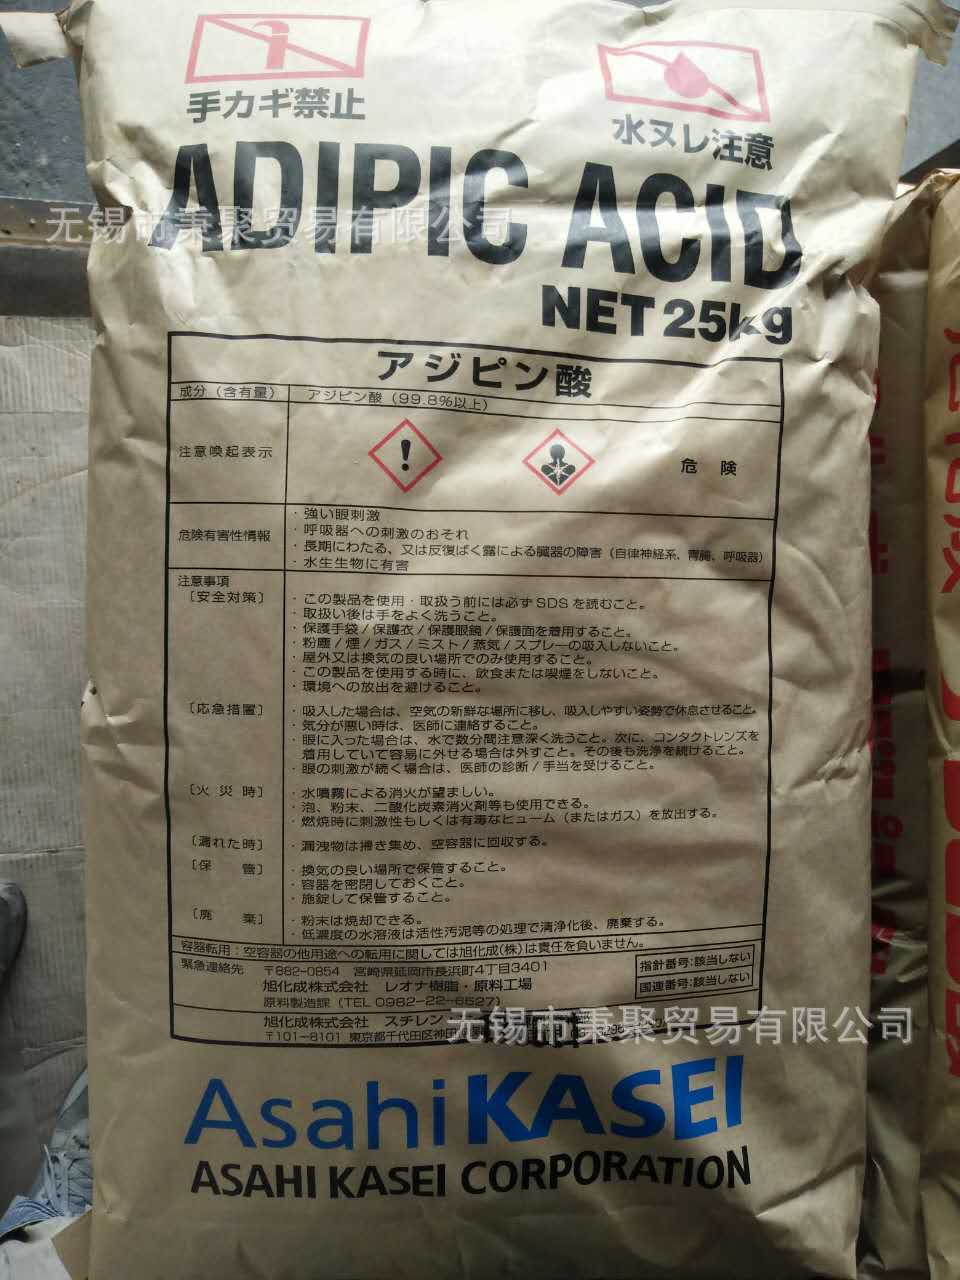 手カギ禁止
水ヌレ注意
ADIPIC ACID
无锡市秉聚贸易有限公司
NET 25kg
アジピン酸
成分（含有量） アジピン酸（99.8%以上）
注意喚起表示
危 険
危険有害性情報
・強い眼刺激
・呼吸器への刺激のおそれ
・長期にわたる、又は反復ばく露による臓器の障害（自律神経系、胃腸、呼吸器）
・水生生物に有害
注意事項
〔安全対策〕 ・この製品を使用・取扱う前には必ずSDSを読むこと。
・取扱い後は手をよく洗うこと。
・保護手袋/保護衣/保護眼鏡/保護面を着用すること。
・粉塵/煙/ガス/ミスト/蒸気/スプレーの吸入しないこと。
・屋外又は換気の良い場所でのみ使用すること。
・この製品を使用する時に、飲食または喫煙をしないこと。
・環境への放出を避けること。
〔応急措置〕 ・吸入した場合は、空気の新鮮な場所に移し、吸入しやすい姿勢で休息させること。
・気分が悪い時は、医師に連絡すること。
・眼に入った場合は、水で数分間注意深く洗うこと。次に、コンタクトレンズを
着用していて容易に外せる場合は外すこと。その後も洗浄を続けること。
・眼の刺激が続く場合は、医師の診断/手当を受けること。
〔火災時〕 ・水噴霧による消火が望ましい。
・泡、粉末、二酸化炭素消火剤等も使用できる。
・燃焼時に刺激性もしくは有毒なヒューム（またはガス）を放出する。
〔漏れた時〕 ・漏洩物は掃き集め、空容器に回収する。
〔保 管〕 ・換気の良い場所で保管すること。
・容器を密閉しておくこと。
・施錠して保管すること。
〔廃 棄〕 ・粉末は焼却できる。
・低濃度の水溶液は活性汚泥等の処理で清浄化後、廃棄する。
容器転用：空容器の他用途への転用に関しては旭化成(株)は責任を負いません。
緊急連絡先 〒882-0854 宮崎県延岡市長浜町4丁目3401
旭化成株式会社 レオナ樹脂・原料工場
原料製造課（TEL 0982-22-6527）
指針番号:該当しない
国連番号:該当しない
旭化成株式会社 スチレン
〒101-8101 東京都千代田区神田
无锡市秉聚贸易有限公司
AsahiKASEI
ASAHI KASEI CORPORATION